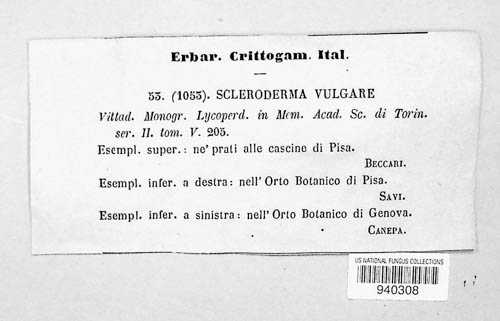 Erbar. Crittogam. Ital.
53. (1053). SCLERODERMA VULGARE
Vittad. Monogr. Lycoperd. in Mem. Acad. Sc. di Torin.
ser. II. tom. V. 205.
Esempl. super.: ne' prati alle cascine di Pisa.
BECCARI.
Esempl. infer. a destra: nell' Orto Botanico di Pisa.
SAVI.
Esempl. infer. a sinistra: nell' Orto Botanico di Genova.
CANEPA.
US NATIONAL FUNGUS COLLECTIONS
940308